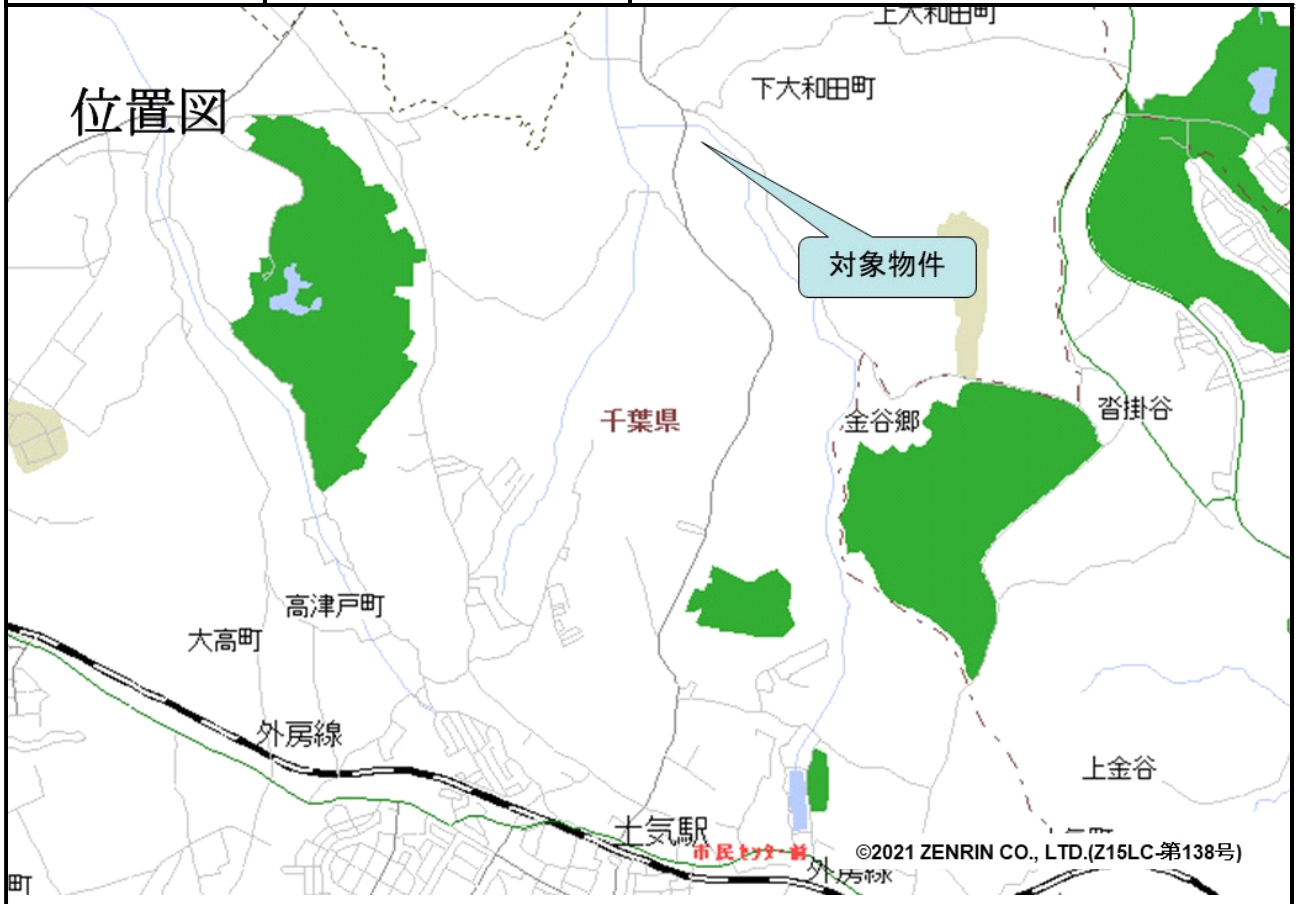 上大和田町
位置図
下大和田町
対象物件
千葉県
金谷郷
沓掛谷
高津戸町
大高町
外房線
上金谷
土気駅
市民センター前
©2021 ZENRIN CO., LTD.(Z15LC-第138号)
外房線
町